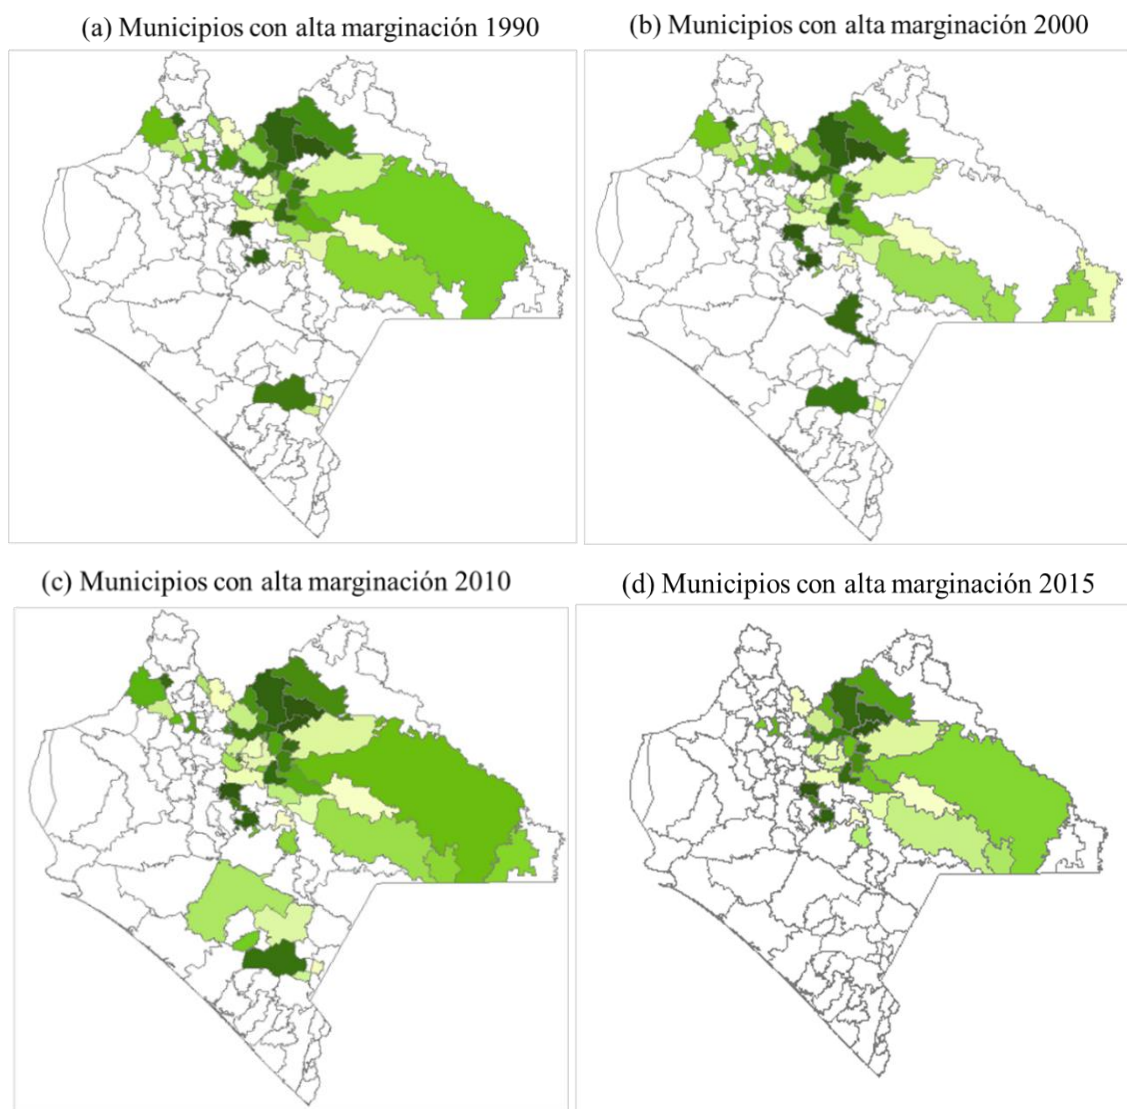 (a) Municipios con alta marginación 1990
(b) Municipios con alta marginación 2000
(c) Municipios con alta marginación 2010
(d) Municipios con alta marginación 2015